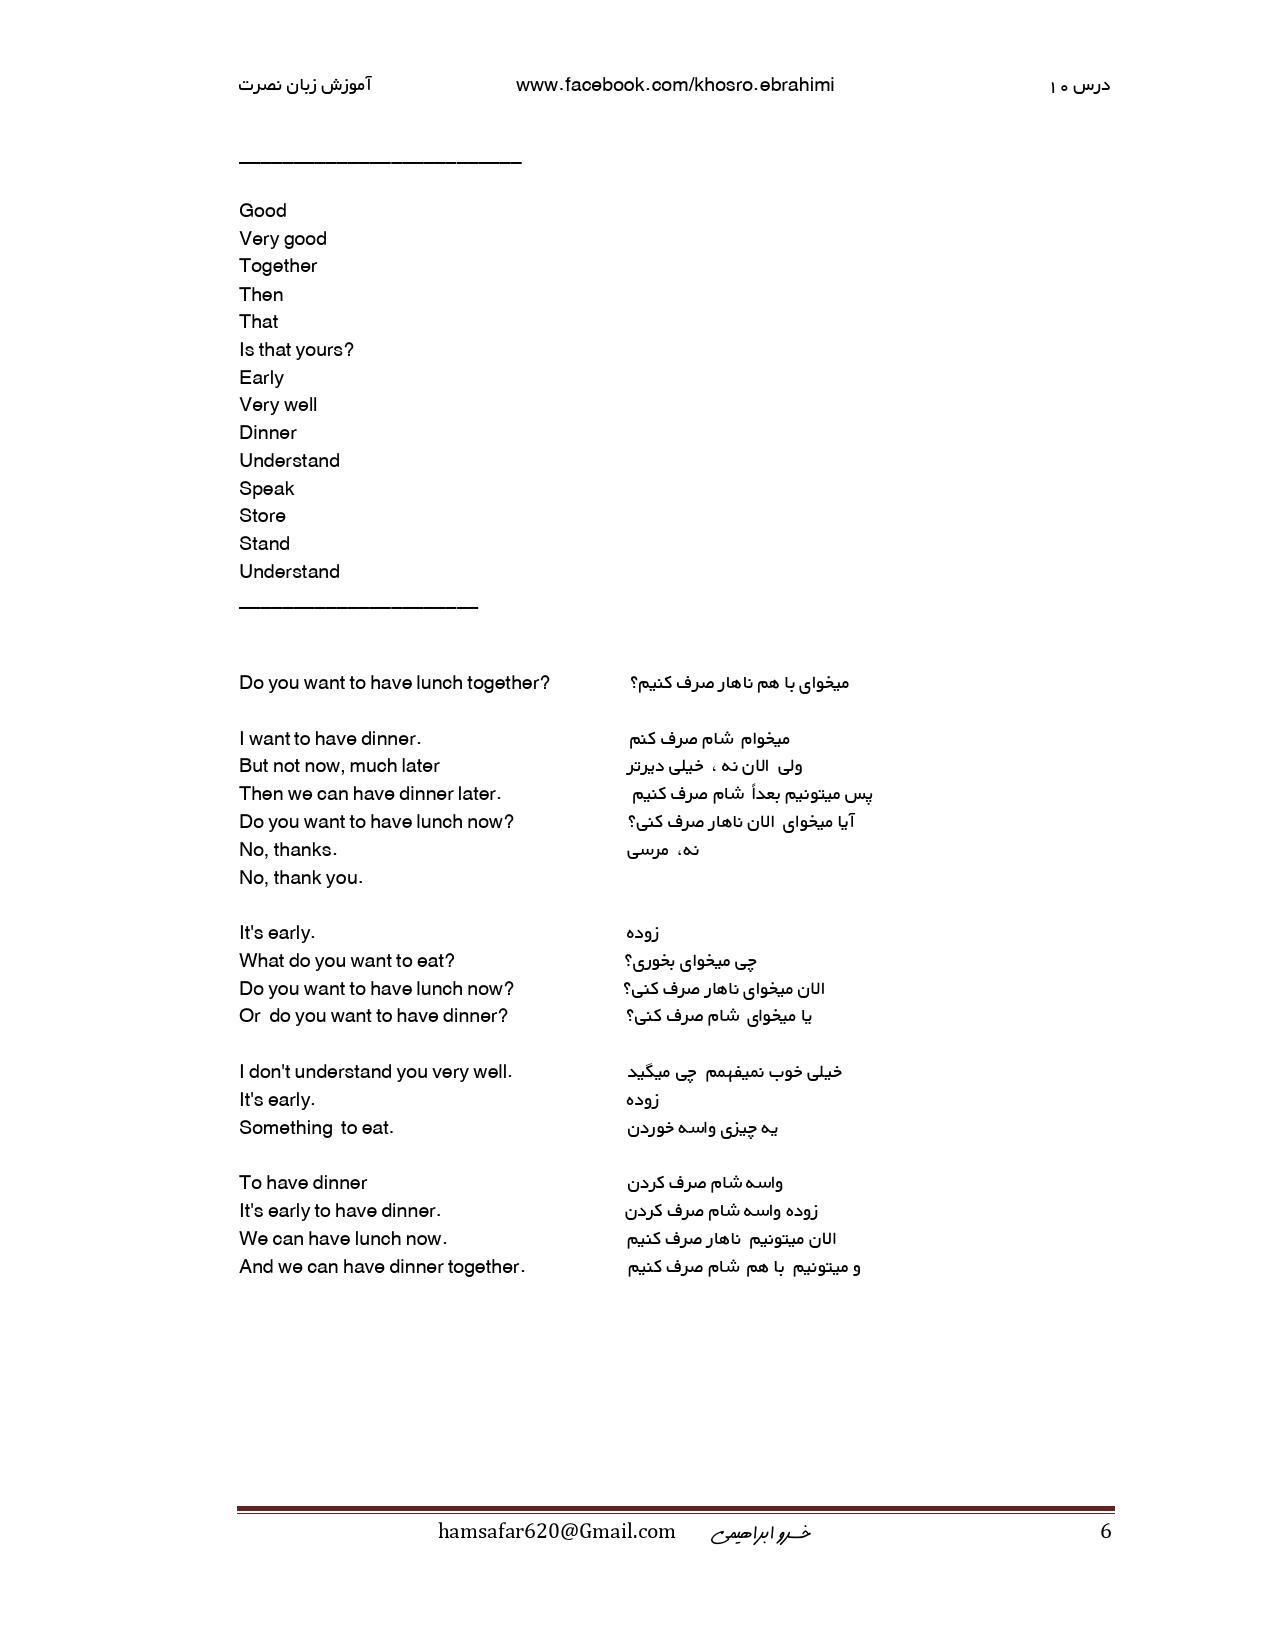 درس ۱۰ www.facebook.com/khosro.ebrahimi آموزش زبان نصرت
__________________________
Good
Very good
Together
Then
That
Is that yours?
Early
Very well
Dinner
Understand
Speak
Store
Stand
Understand
______________________
Do you want to have lunch together? میخوای با هم ناهار صرف کنیم؟
I want to have dinner. میخوام شام صرف کنم
But not now, much later ولی الان نه ، خیلی دیرتر
Then we can have dinner later. پس میتونیم بعداً شام صرف کنیم
Do you want to have lunch now? آیا میخوای الان ناهار صرف کنی؟
No, thanks. نه، مرسی
No, thank you.
It's early. زوده
What do you want to eat? چی میخوای بخوری؟
Do you want to have lunch now? الان میخوای ناهار صرف کنی؟
Or do you want to have dinner? یا میخوای شام صرف کنی؟
I don't understand you very well. خیلی خوب نمیفهمم چی میگید
It's early. زوده
Something to eat. یه چیزی واسه خوردن
To have dinner واسه شام صرف کردن
It's early to have dinner. زوده واسه شام صرف کردن
We can have lunch now. الان میتونیم ناهار صرف کنیم
And we can have dinner together. و میتونیم با هم شام صرف کنیم
hamsafar620@Gmail.com خسرو ابراهیمی 6